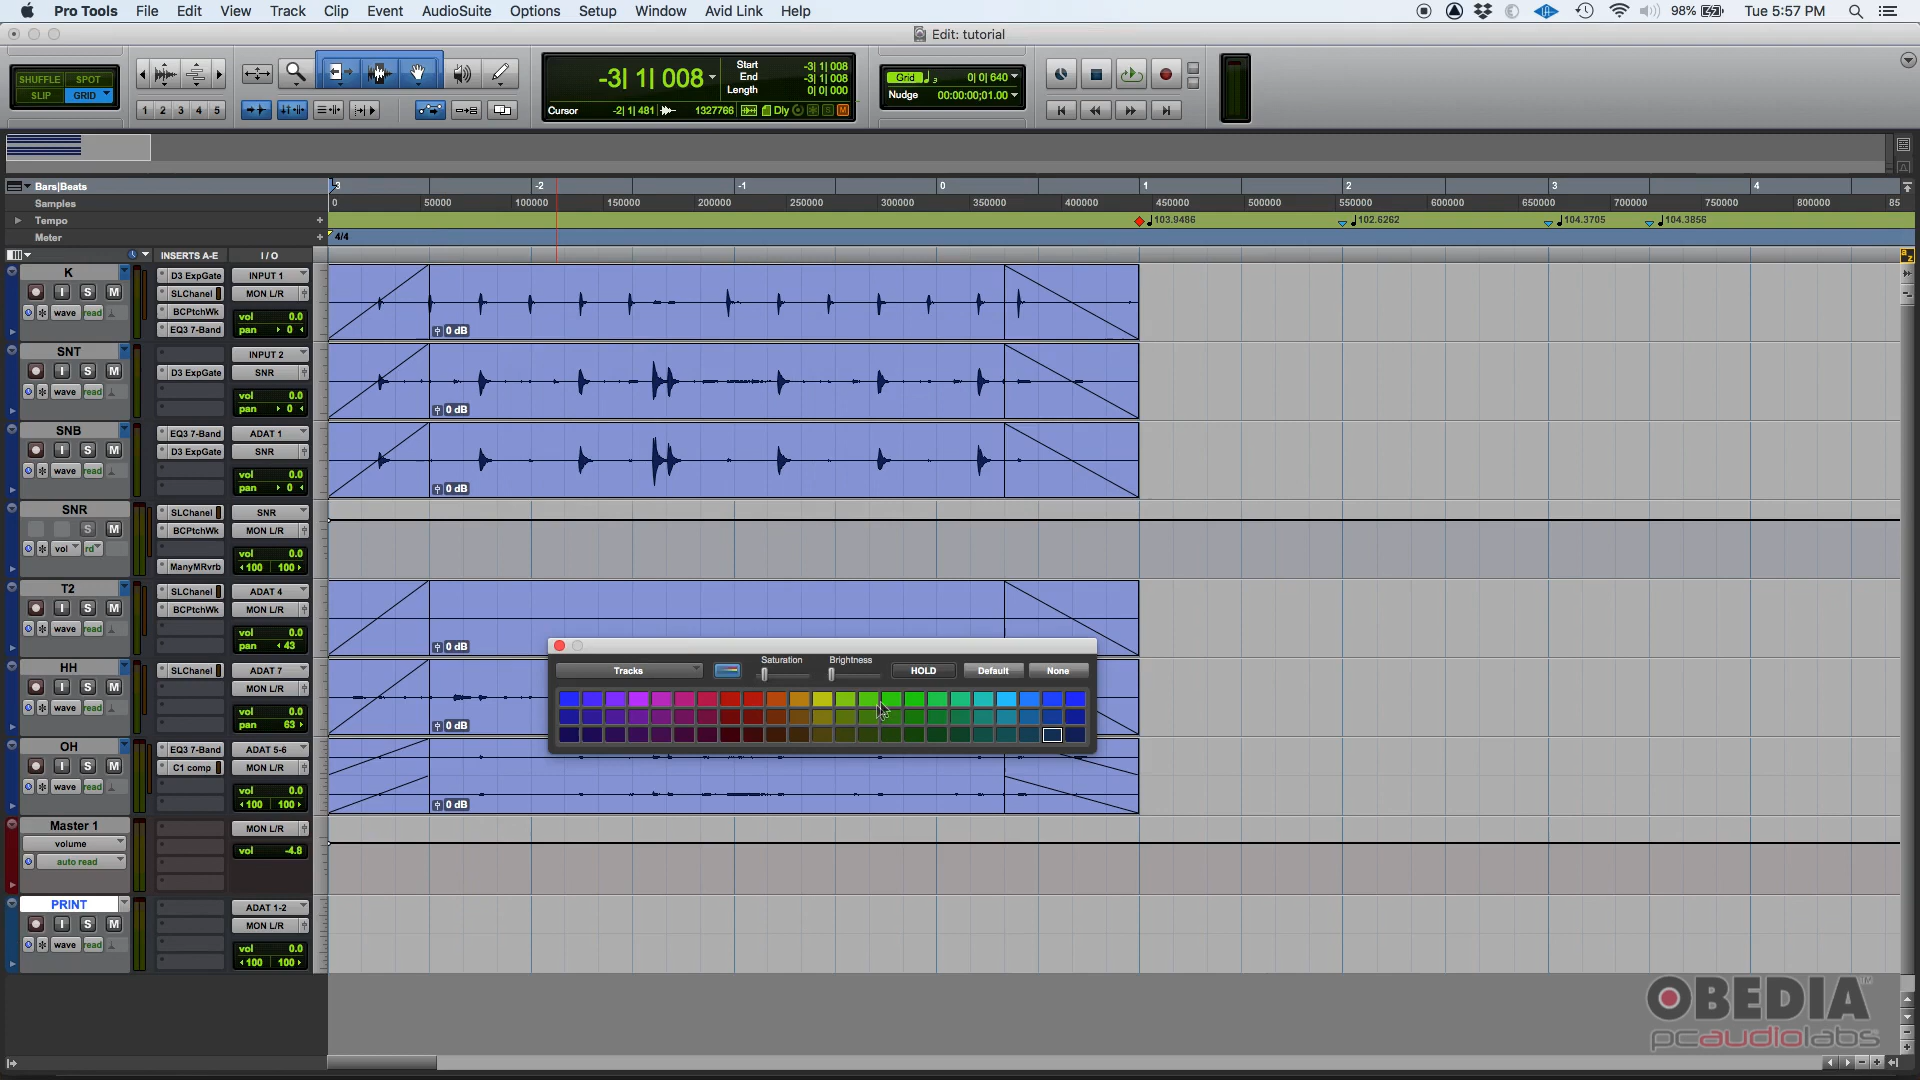 Pro Tools File Edit View Track Clip Event AudioSuite Options Setup Window Avid Link Help 98% Tue 5:57 PM
Edit: tutorial
SHUFFLE SPOT
SLIP GRID
1 2 3 4 5
-3| 1| 008
Start -3| 1| 008
End -3| 1| 008
Length 0| 0| 000
Cursor -2| 1| 481 1327766 Dly
Grid 0| 0| 640
Nudge 00:00:00;01.00
Bars|Beats 3 -2 -1 0 1 2 3 4
Samples 0 50000 100000 150000 200000 250000 300000 350000 400000 450000 500000 550000 600000 650000 700000 750000 800000 85
Tempo + 103.9486 102.6262 104.3705 104.3856
Meter + 4/4
INSERTS A-E I / O
K D3 ExpGate INPUT 1
I S M SLChanel MON L/R
wave read BCPtchWk vol 0.0
EQ3 7-Band pan 0 0 dB
SNT INPUT 2
I S M D3 ExpGate SNR
wave read vol 0.0
pan 0 0 dB
SNB EQ3 7-Band ADAT 1
I S M D3 ExpGate SNR
wave read vol 0.0
pan 0 0 dB
SNR SLChanel SNR
S M BCPtchWk MON L/R
vol rd vol 0.0
ManyMRvrb 100 100
T2 SLChanel ADAT 4
I S M BCPtchWk MON L/R
wave read vol 0.0
pan 43 0 dB
HH SLChanel ADAT 7
I S M MON L/R
wave read vol 0.0
pan 63 0 dB
Tracks Saturation Brightness HOLD Default None
OH EQ3 7-Band ADAT 5-6
I S M C1 comp MON L/R
wave read vol 0.0
100 100 0 dB
Master 1 MON L/R
volume vol -4.8
auto read
PRINT ADAT 1-2
I S M MON L/R
wave read vol 0.0
100 100
OBEDIA™
pcaudiolabs